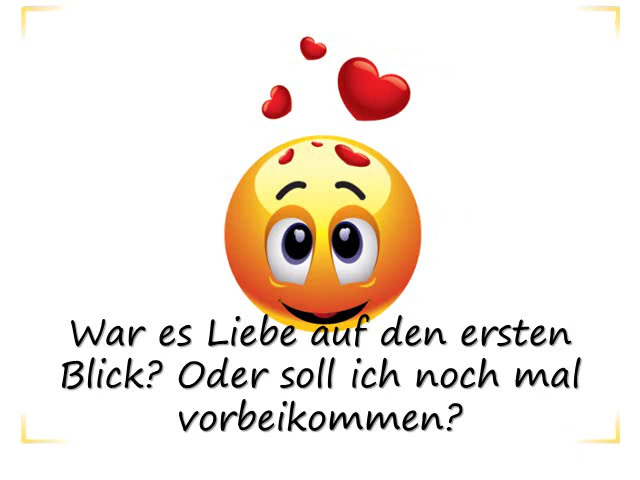 War es Liebe auf den ersten
Blick? Oder soll ich noch mal
vorbeikommen?